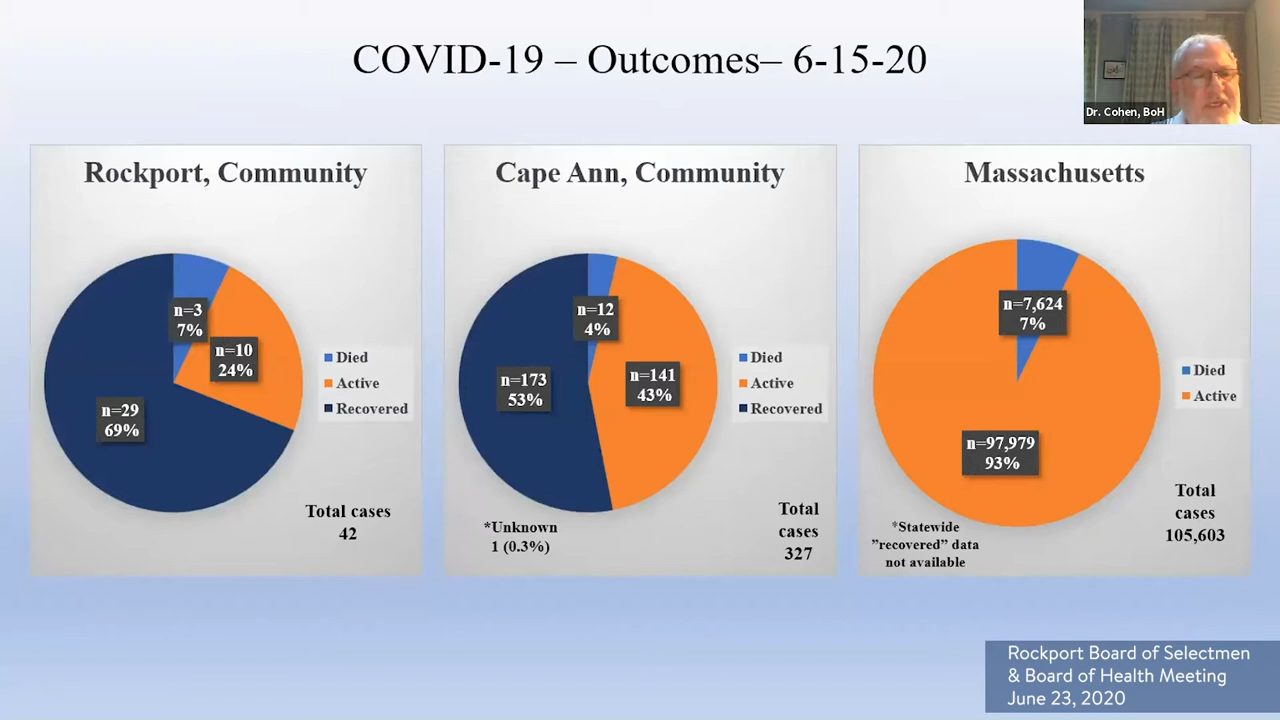 COVID-19 – Outcomes– 6-15-20
Dr. Cohen, BoH
Rockport, Community
n=3
7%
n=10
24%
n=29
69%
Died
Active
Recovered
Total cases
42
Cape Ann, Community
n=12
4%
n=173
53%
n=141
43%
Died
Active
Recovered
*Unknown
1 (0.3%)
Total
cases
327
Massachusetts
n=7,624
7%
n=97,979
93%
Died
Active
*Statewide
”recovered” data
not available
Total
cases
105,603
Rockport Board of Selectmen
& Board of Health Meeting
June 23, 2020